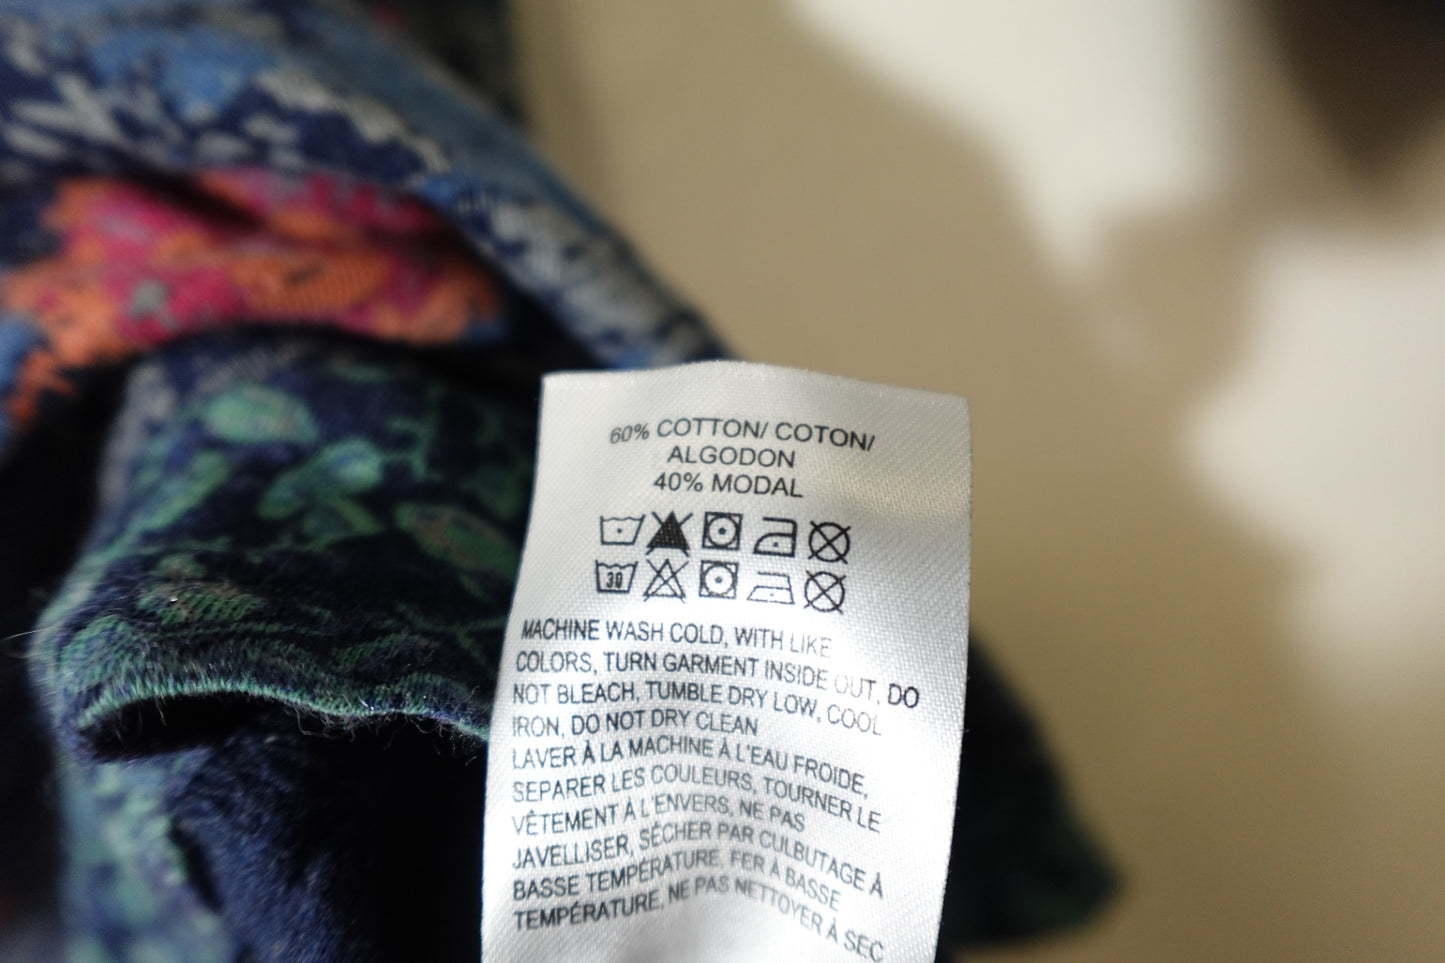 60% COTTON/ COTON/
ALGODON
40% MODAL
30
MACHINE WASH COLD, WITH LIKE
COLORS, TURN GARMENT INSIDE OUT, DO
NOT BLEACH, TUMBLE DRY LOW, COOL
IRON, DO NOT DRY CLEAN
LAVER À LA MACHINE À L'EAU FROIDE,
SEPARER LES COULEURS, TOURNER LE
VÊTEMENT À L'ENVERS, NE PAS
JAVELLISER, SÉCHER PAR CULBUTAGE À
BASSE TEMPÉRATURE, FER À BASSE
TEMPÉRATURE, NE PAS NETTOYER À SEC